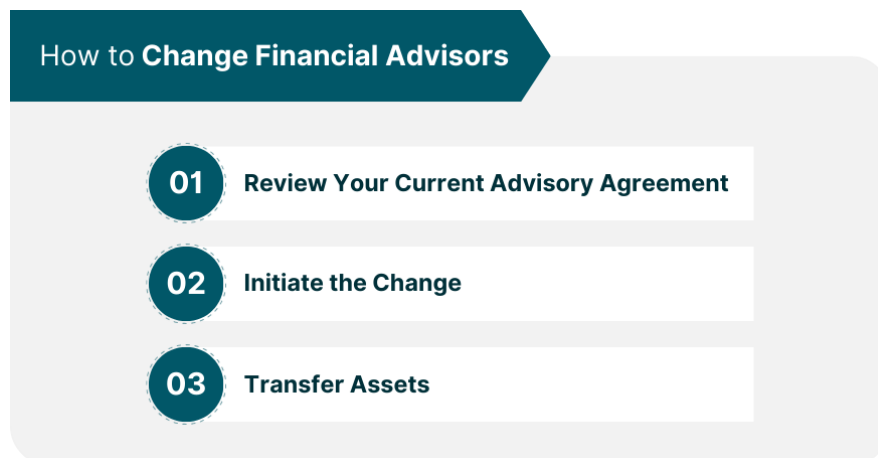 How to Change Financial Advisors
01 Review Your Current Advisory Agreement
02 Initiate the Change
03 Transfer Assets